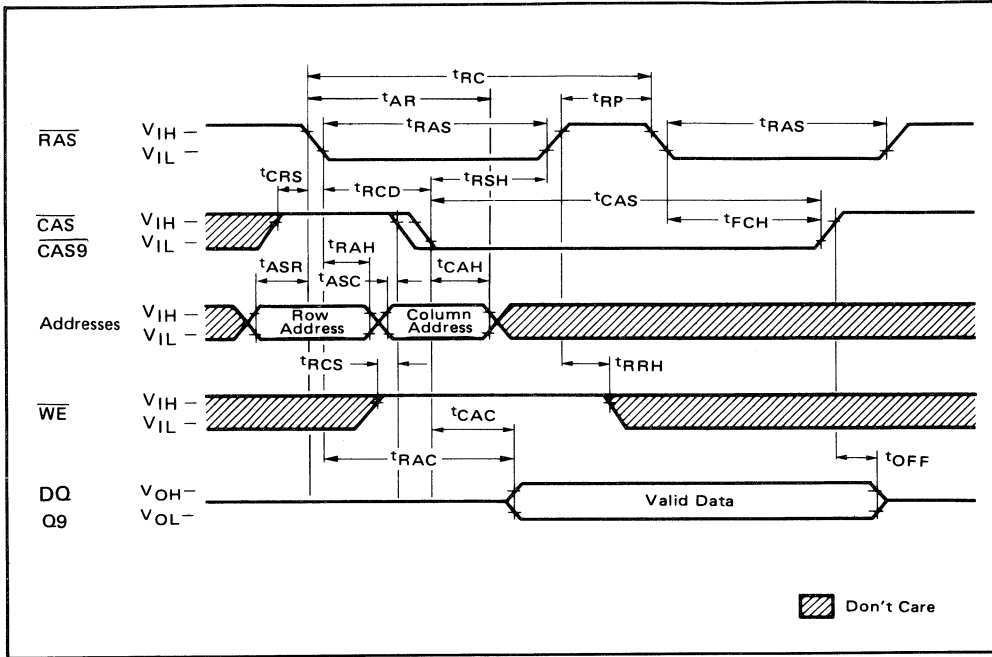 tRC
tAR
tRP
RAS
VIH
VIL
tRAS
tRAS
tCRS
tRCD
tRSH
tCAS
CAS
CAS9
VIH
VIL
tFCH
tRAH
tASR
tASC
tCAH
Addresses
VIH
VIL
Row Address
Column Address
tRCS
tRRH
WE
VIH
VIL
tCAC
tRAC
tOFF
DQ
Q9
VOH
VOL
Valid Data
Don't Care